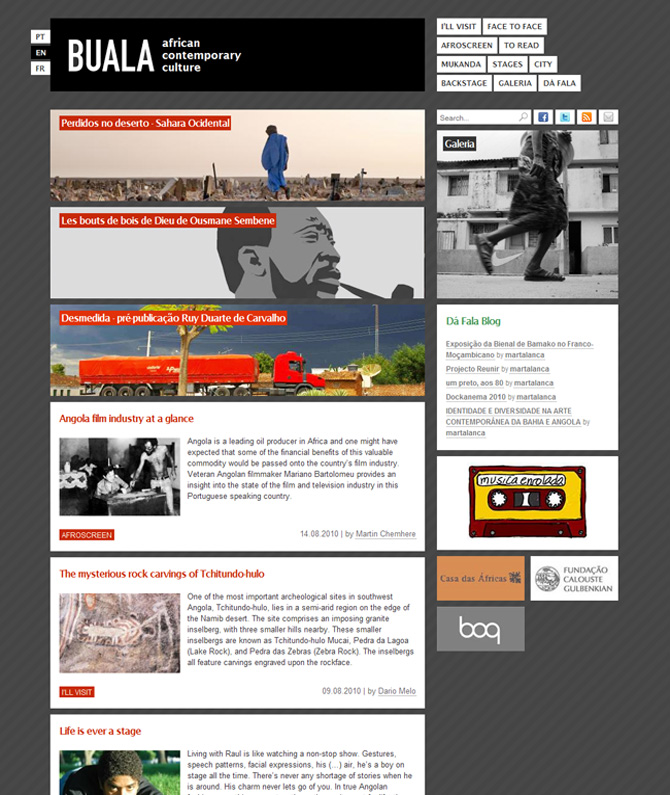 PT
EN
FR
BUALA
african
contemporary
culture
I'LL VISIT
FACE TO FACE
AFROSCREEN
TO READ
MUKANDA
STAGES
CITY
BACKSTAGE
GALERIA
DÁ FALA
Search...
Perdidos no deserto - Sahara Ocidental
Les bouts de bois de Dieu de Ousmane Sembene
Desmedida - pré-publicação Ruy Duarte de Carvalho
Angola film industry at a glance
Angola is a leading oil producer in Africa and one might have
expected that some of the financial benefits of this valuable
commodity would be passed onto the country's film industry.
Veteran Angolan filmmaker Mariano Bartolomeu provides an
insight into the state of the film and television industry in this
Portuguese speaking country.
AFROSCREEN
14.08.2010 | by Martin Chemhere
The mysterious rock carvings of Tchitundo-hulo
One of the most important archeological sites in southwest
Angola, Tchitundo-hulo, lies in a semi-arid region on the edge of
the Namib desert. The site comprises an imposing granite
inselberg, with three smaller hills nearby. These smaller
inselbergs are known as Tchitundo-hulo Mucai, Pedra da Lagoa
(Lake Rock), and Pedra das Zebras (Zebra Rock). The inselbergs
all feature carvings engraved upon the rockface.
I'LL VISIT
09.08.2010 | by Dario Melo
Life is ever a stage
Living with Raul is like watching a non-stop show. Gestures,
speech patterns, facial expressions, his (…) air, he's a boy on
stage all the time. There's never any shortage of stories when he
is around. His charm never lets go of you. In true Angolan
Galeria
Dá Fala Blog
Exposição da Bienal de Bamako no Franco-
Moçambicano by martalanca
Projecto Reunir by martalanca
um preto, aos 80 by martalanca
Dockanema 2010 by martalanca
IDENTIDADE E DIVERSIDADE NA ARTE
CONTEMPORÂNEA DA BAHIA E ANGOLA by
martalanca
musica enrolada
Casa das Áfricas
FUNDAÇÃO
CALOUSTE
GULBENKIAN